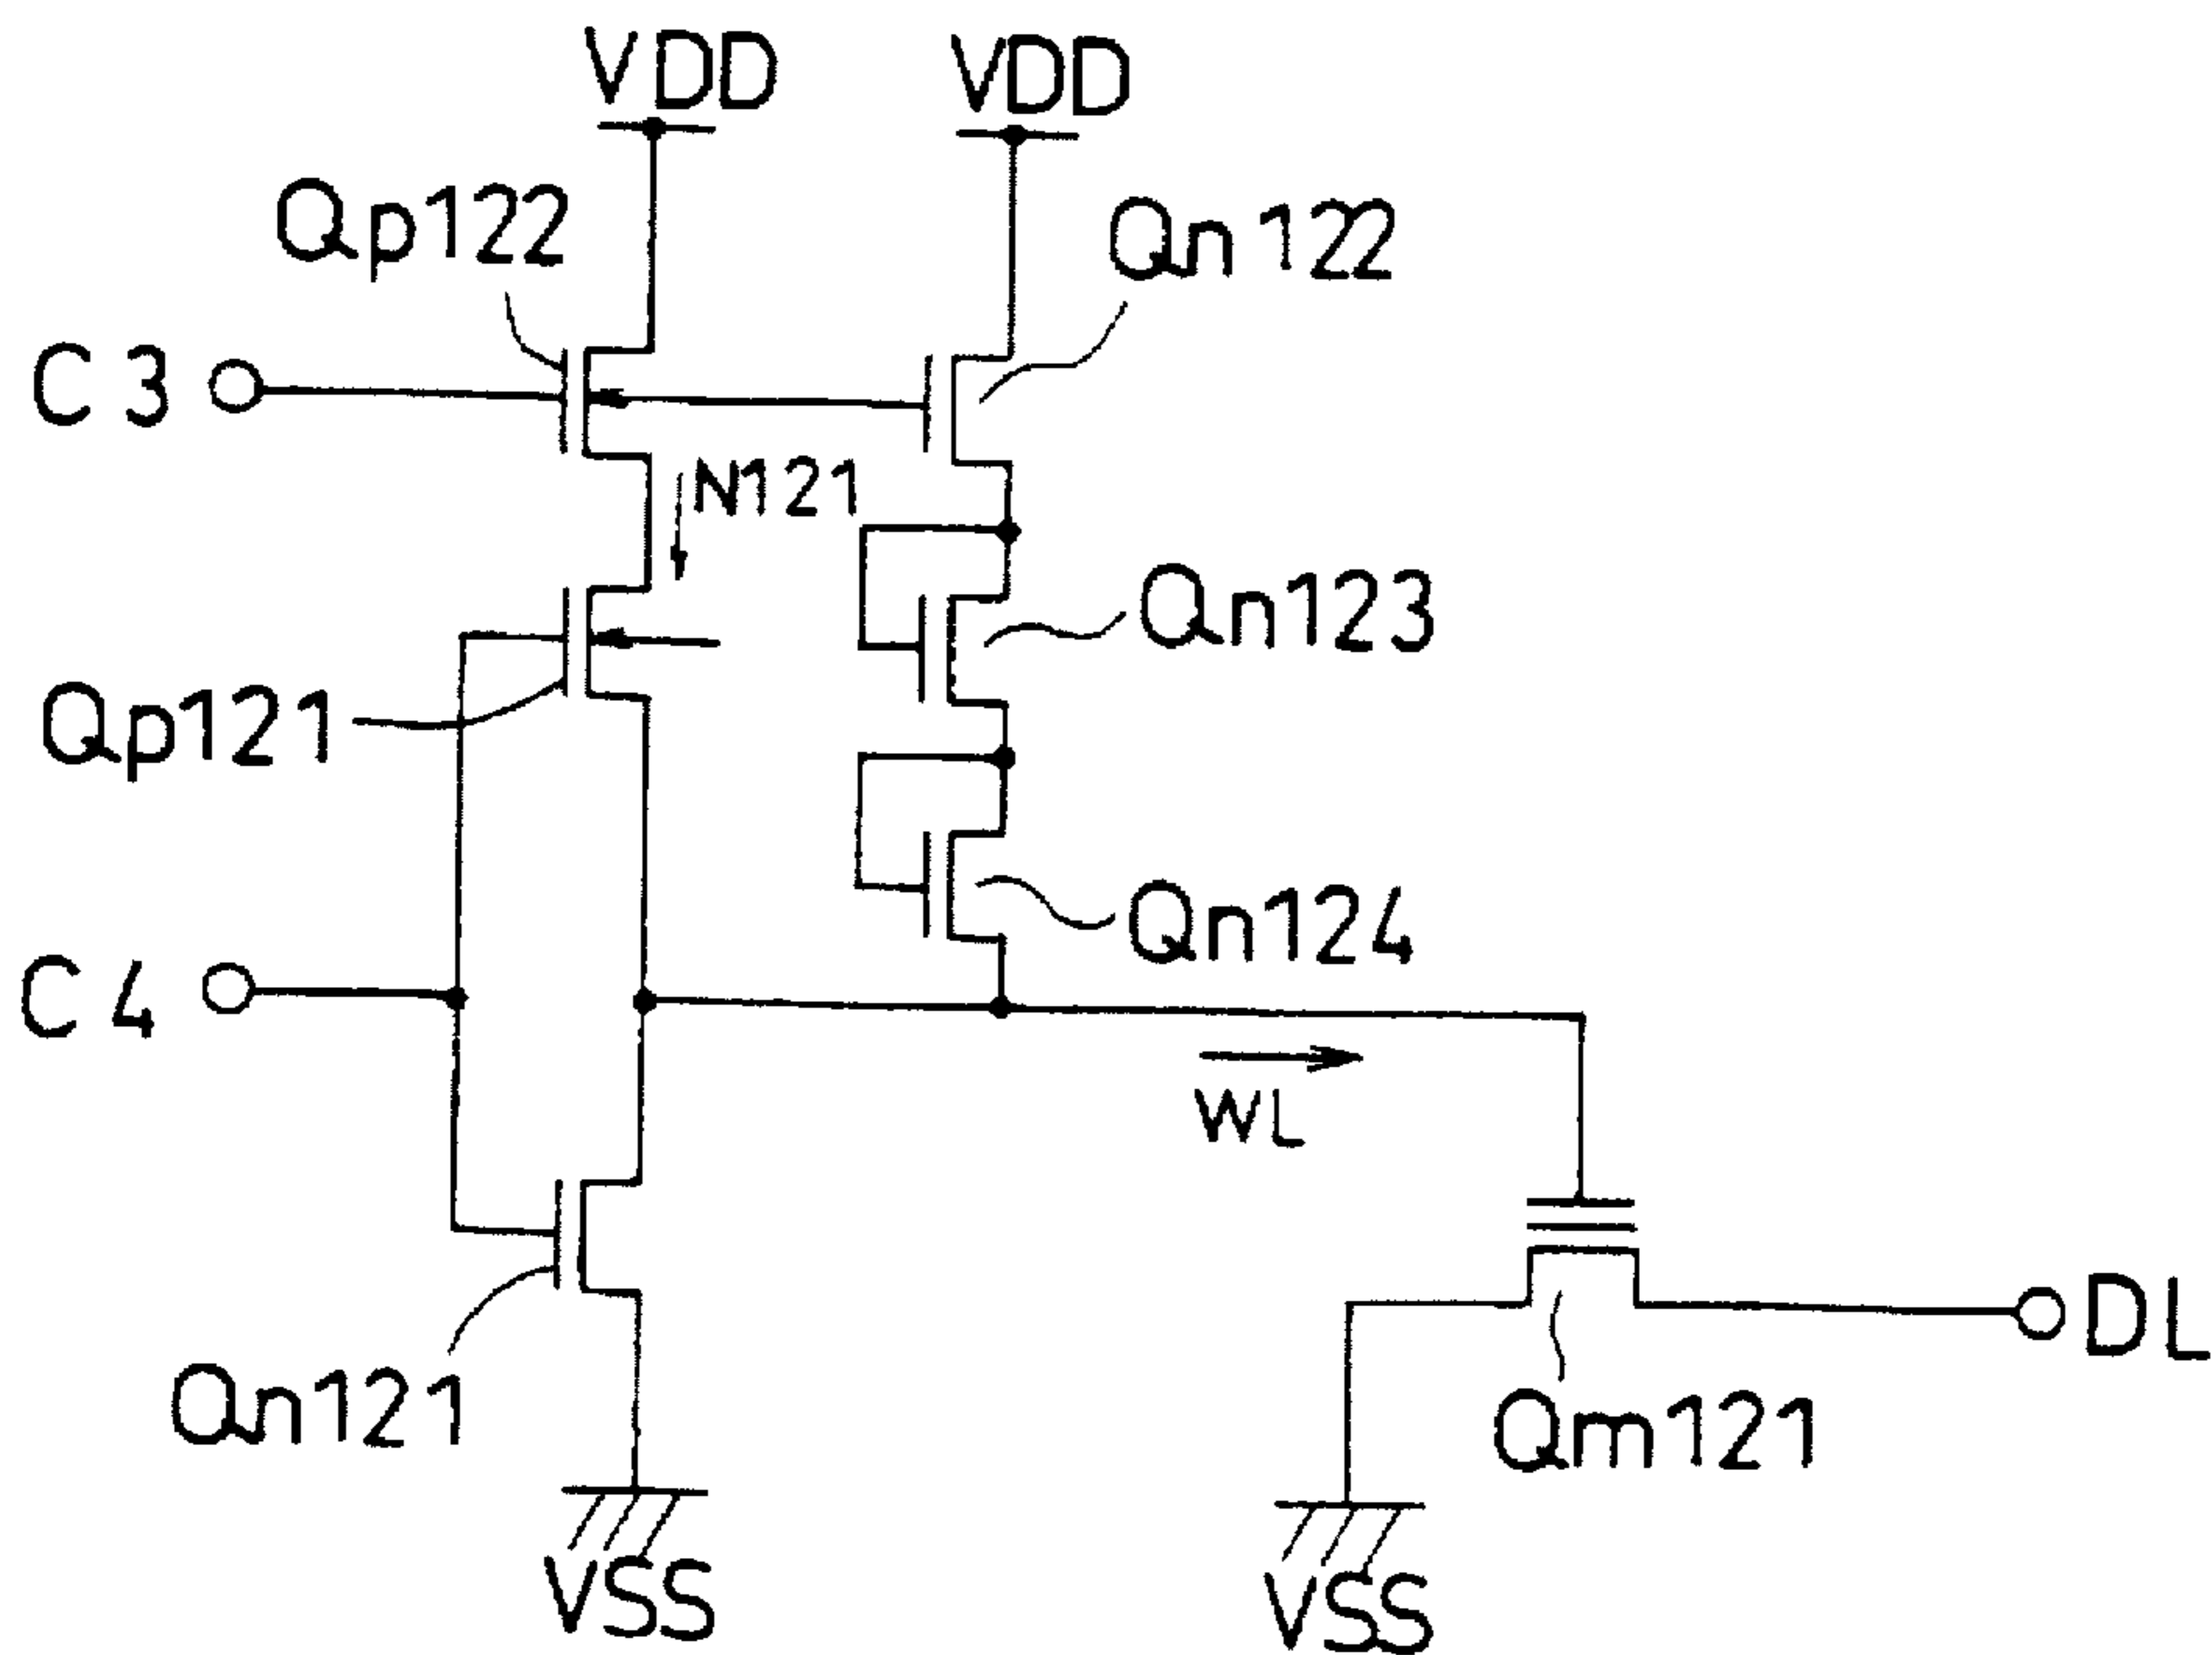 VDD
VDD
Qp122
Qn122
C3
N121
Qn123
Qp121
Qn124
C4
WL
DL
Qn121
Qm121
VSS
VSS